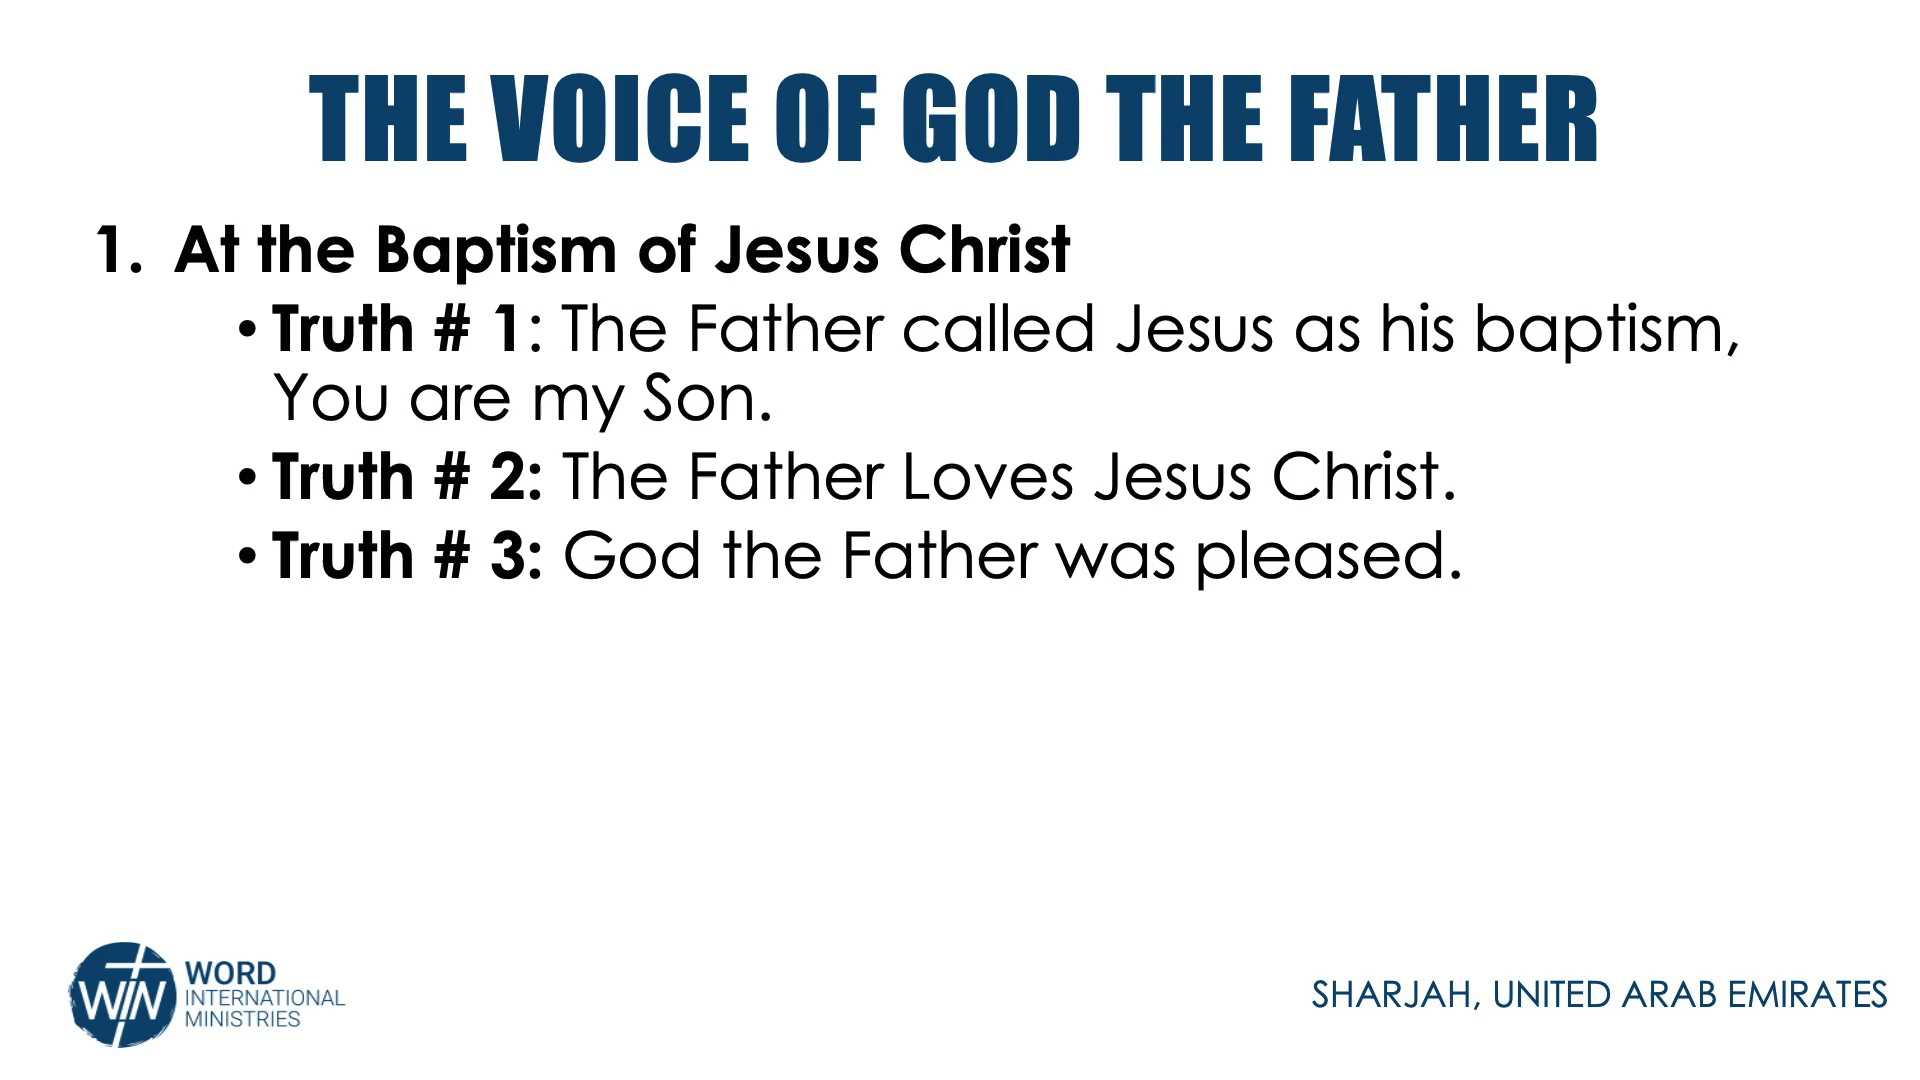 THE VOICE OF GOD THE FATHER
1. At the Baptism of Jesus Christ
• Truth # 1: The Father called Jesus as his baptism,
You are my Son.
• Truth # 2: The Father Loves Jesus Christ.
• Truth # 3: God the Father was pleased.
WIN
WORD
INTERNATIONAL
MINISTRIES
SHARJAH, UNITED ARAB EMIRATES